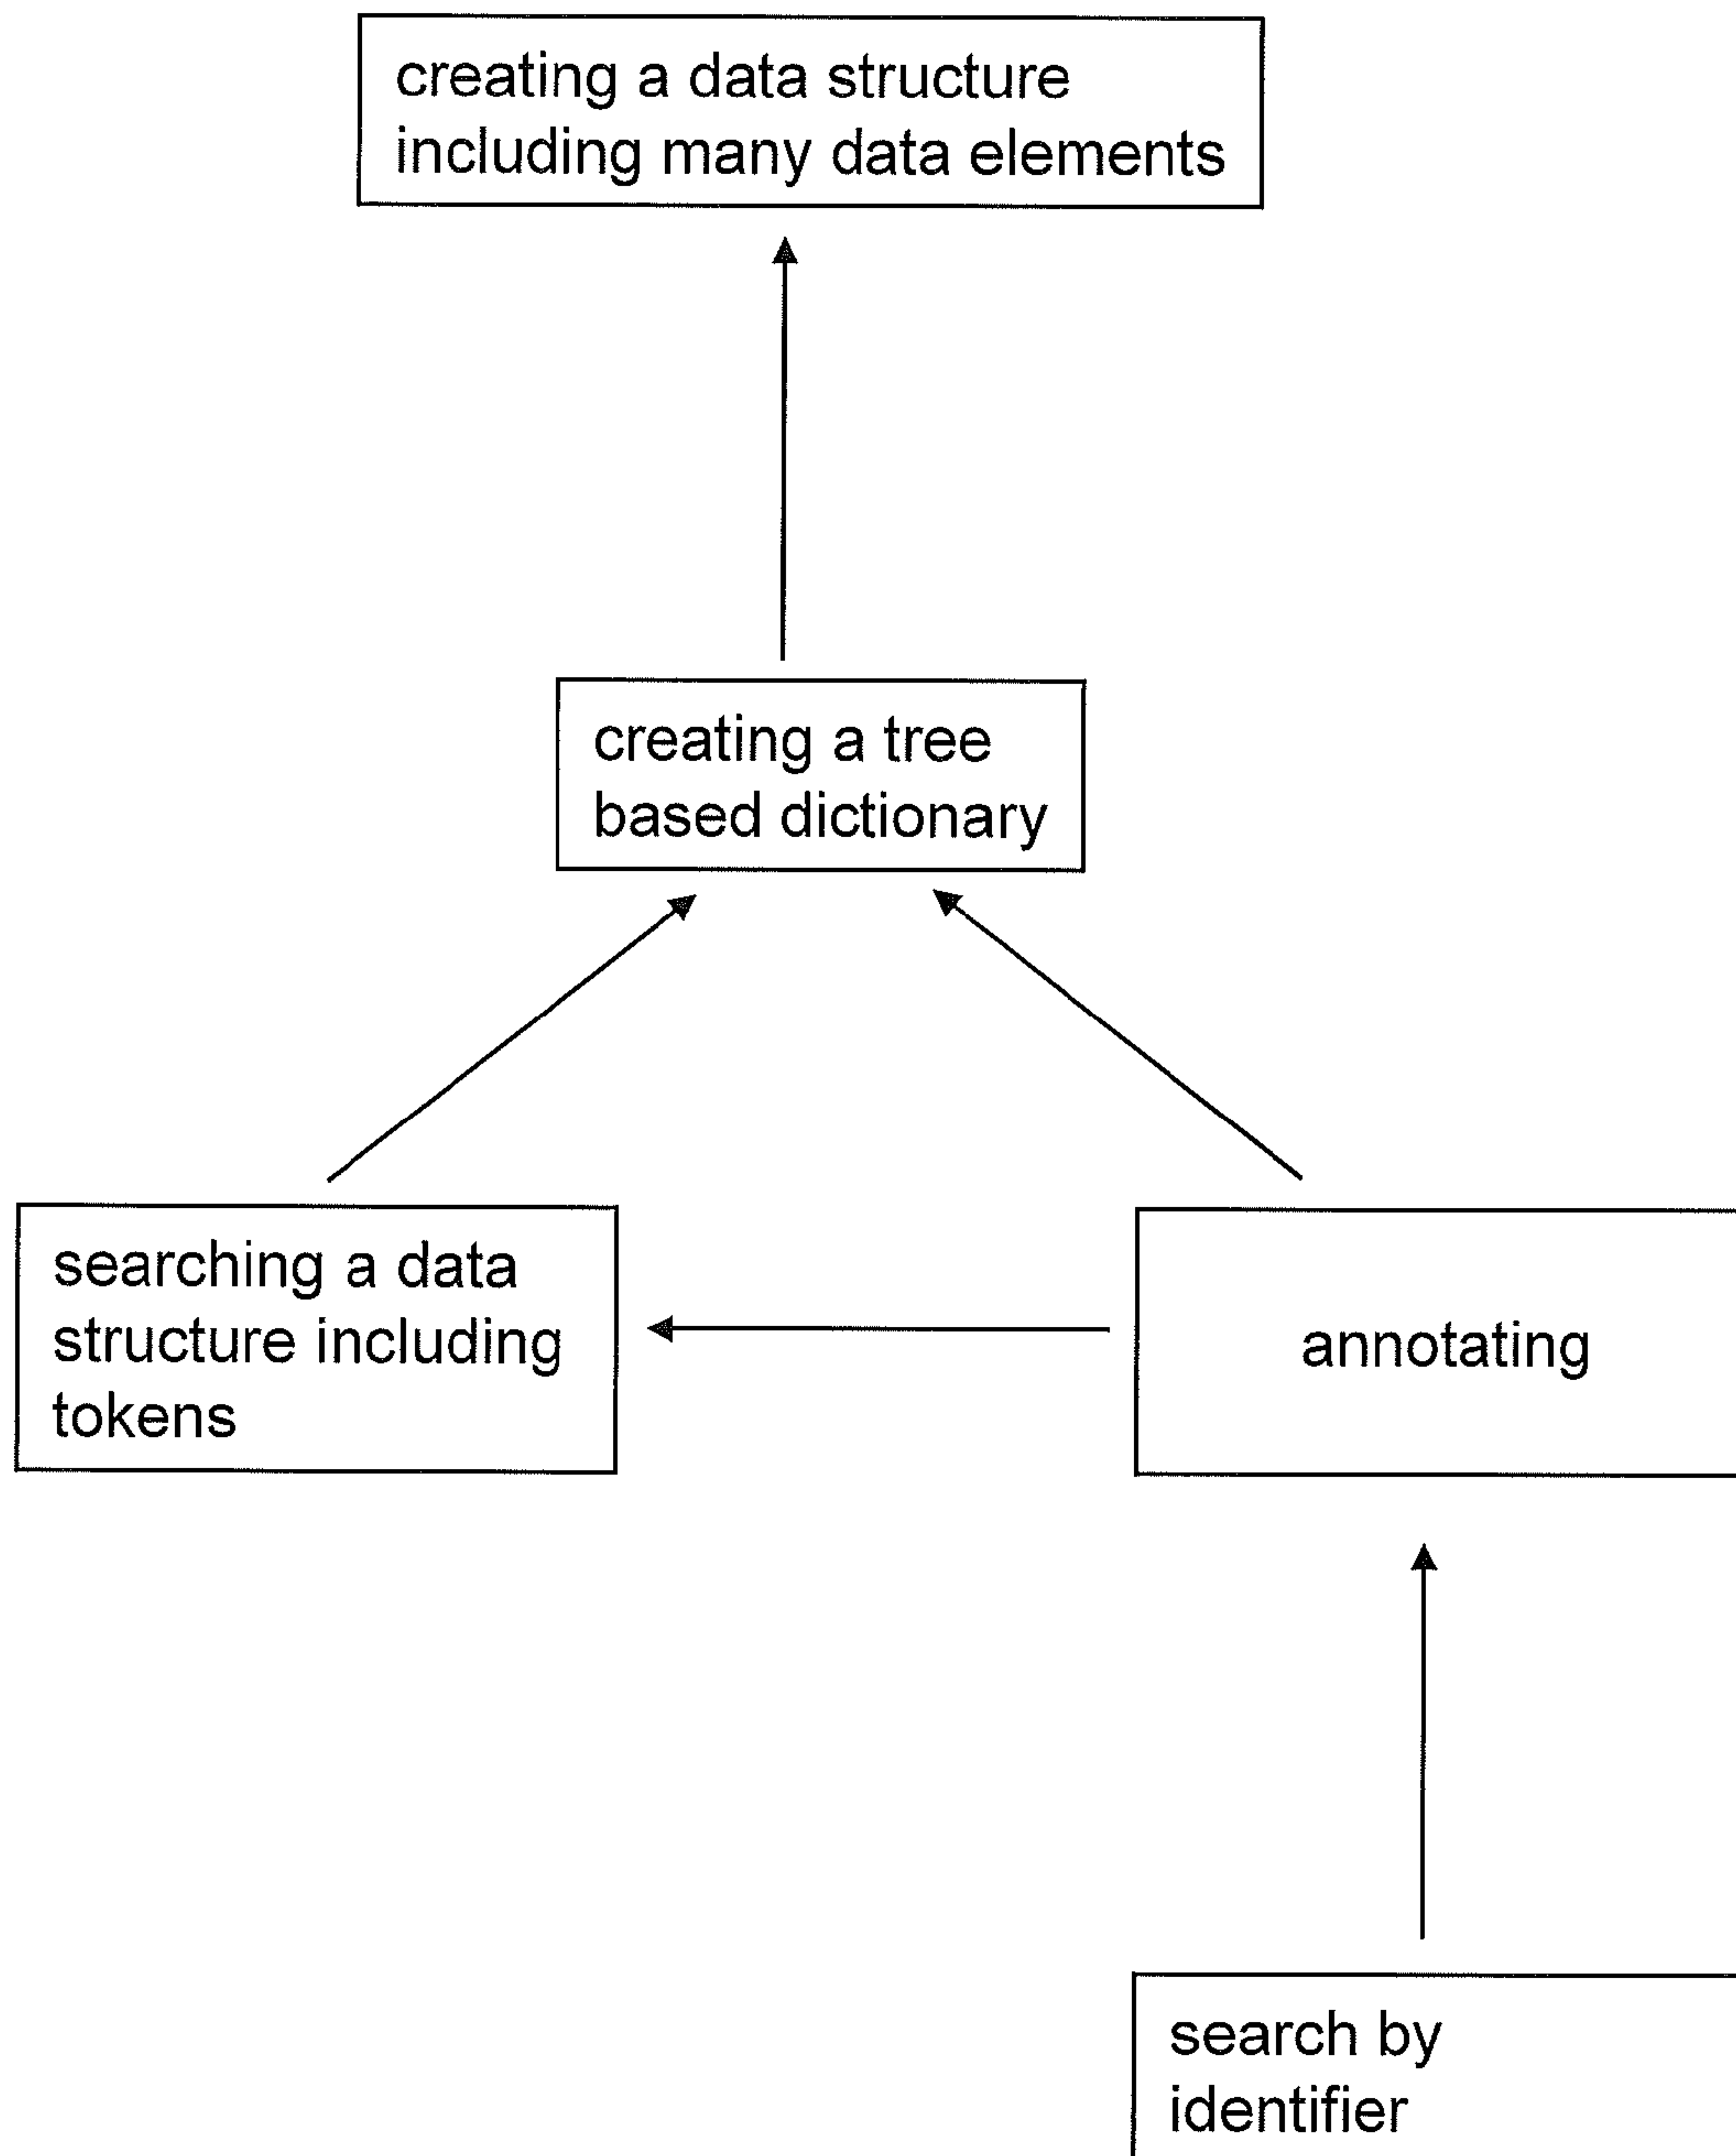 creating a data structure
including many data elements
creating a tree
based dictionary
searching a data
structure including
tokens
annotating
search by
identifier